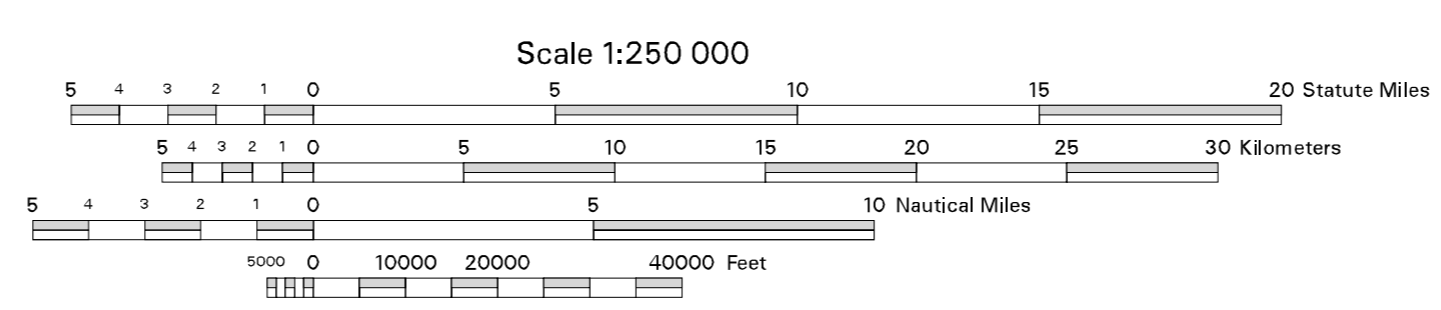 Scale 1:250 000
5 4 3 2 1 0 5 10 15 20 Statute Miles
5 4 3 2 1 0 5 10 15 20 25 30 Kilometers
5 4 3 2 1 0 5 10 Nautical Miles
5000 0 10000 20000 40000 Feet